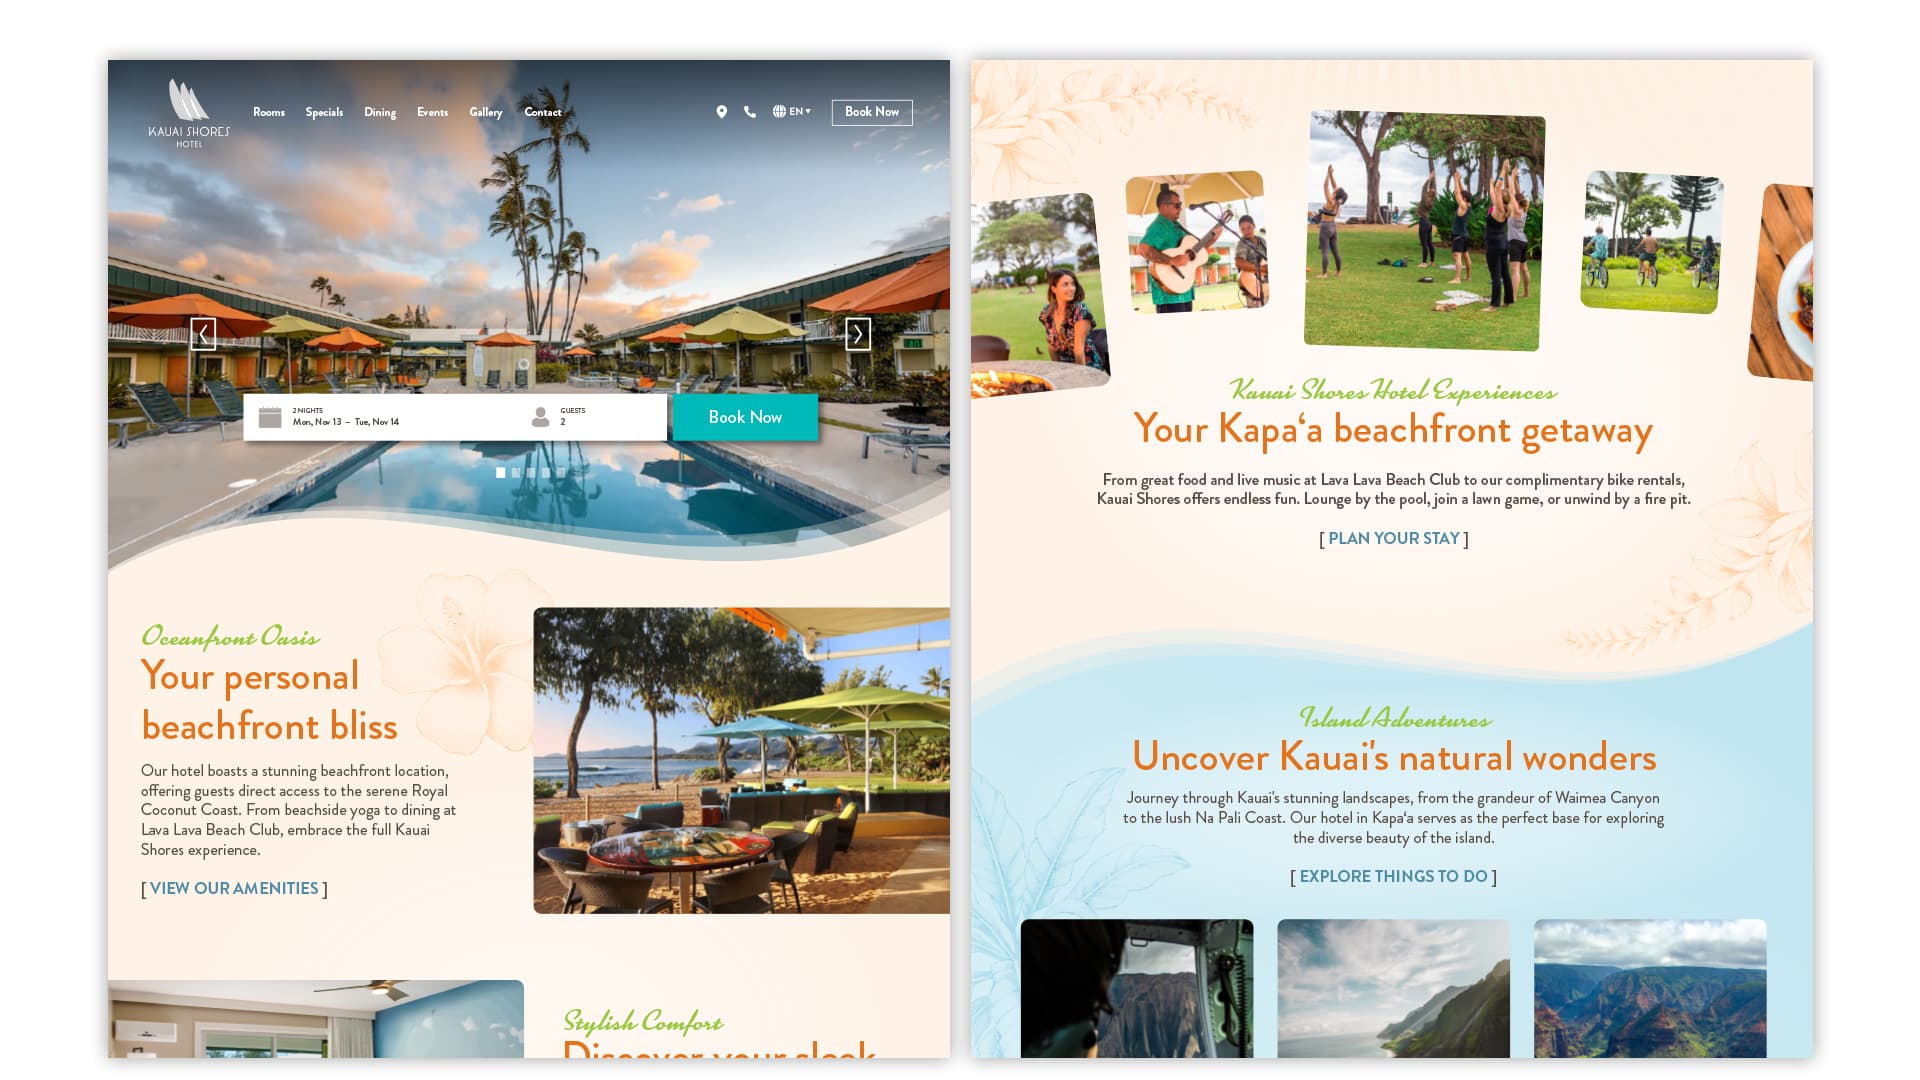 KAUAI SHORES
HOTEL
Rooms Specials Dining Events Gallery Contact
EN
Book Now
2 NIGHTS
Mon, Nov 13 – Tue, Nov 14
GUESTS
2
Book Now
Oceanfront Oasis
Your personal
beachfront bliss
Our hotel boasts a stunning beachfront location,
offering guests direct access to the serene Royal
Coconut Coast. From beachside yoga to dining at
Lava Lava Beach Club, embrace the full Kauai
Shores experience.
[ VIEW OUR AMENITIES ]
Stylish Comfort
Discover your sleek
Kauai Shores Hotel Experiences
Your Kapa‘a beachfront getaway
From great food and live music at Lava Lava Beach Club to our complimentary bike rentals,
Kauai Shores offers endless fun. Lounge by the pool, join a lawn game, or unwind by a fire pit.
[ PLAN YOUR STAY ]
Island Adventures
Uncover Kauai's natural wonders
Journey through Kauai's stunning landscapes, from the grandeur of Waimea Canyon
to the lush Na Pali Coast. Our hotel in Kapa‘a serves as the perfect base for exploring
the diverse beauty of the island.
[ EXPLORE THINGS TO DO ]